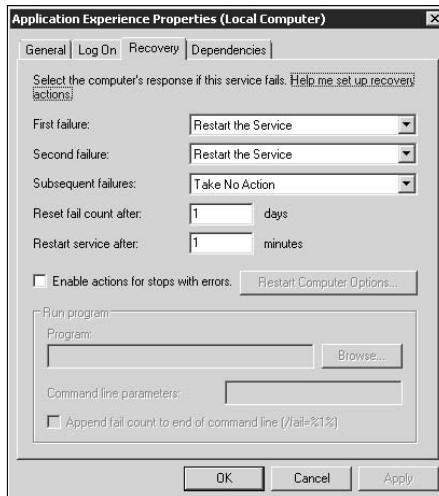 Application Experience Properties (Local Computer)
General Log On Recovery Dependencies
Select the computer's response if this service fails. Help me set up recovery
actions.
First failure: Restart the Service
Second failure: Restart the Service
Subsequent failures: Take No Action
Reset fail count after: 1 days
Restart service after: 1 minutes
Enable actions for stops with errors. Restart Computer Options...
Run program
Program:
Browse...
Command line parameters:
Append fail count to end of command line (/fail=%1%)
OK Cancel Apply